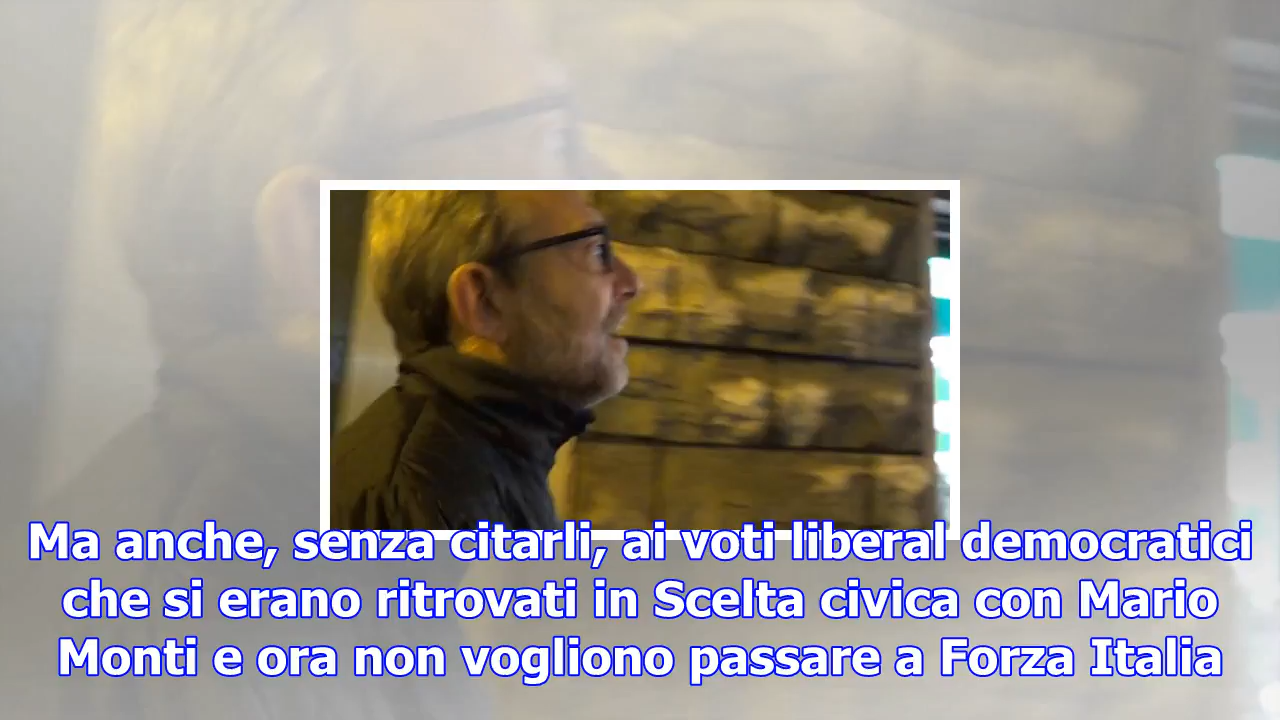 Ma anche, senza citarli, ai voti liberal democratici
che si erano ritrovati in Scelta civica con Mario
Monti e ora non vogliono passare a Forza Italia